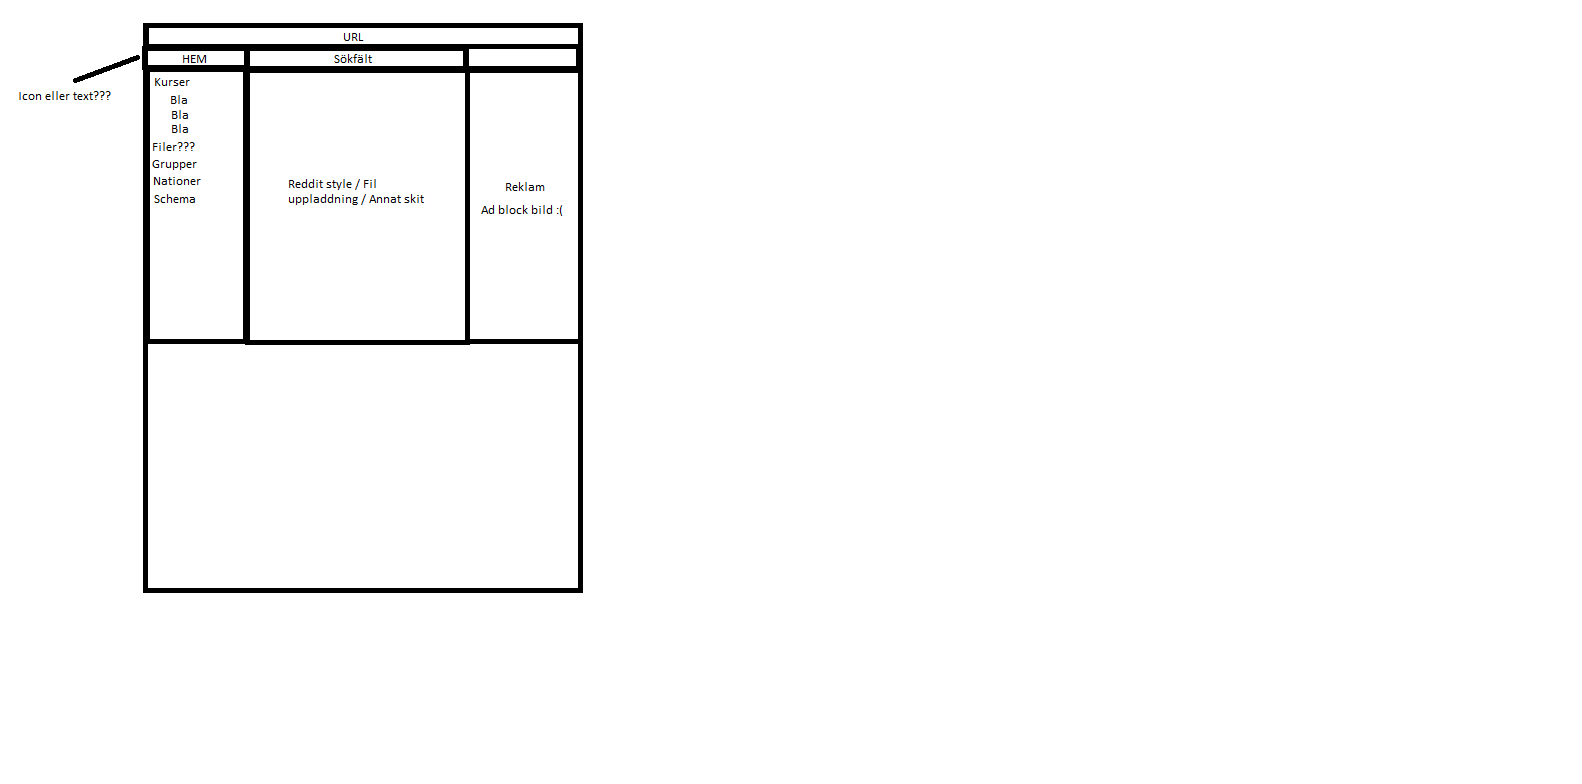 URL
HEM
Sökfält
Icon eller text???
Kurser
Bla
Bla
Bla
Filer???
Grupper
Nationer
Schema
Reddit style / Fil
uppladdning / Annat skit
Reklam
Ad block bild :(